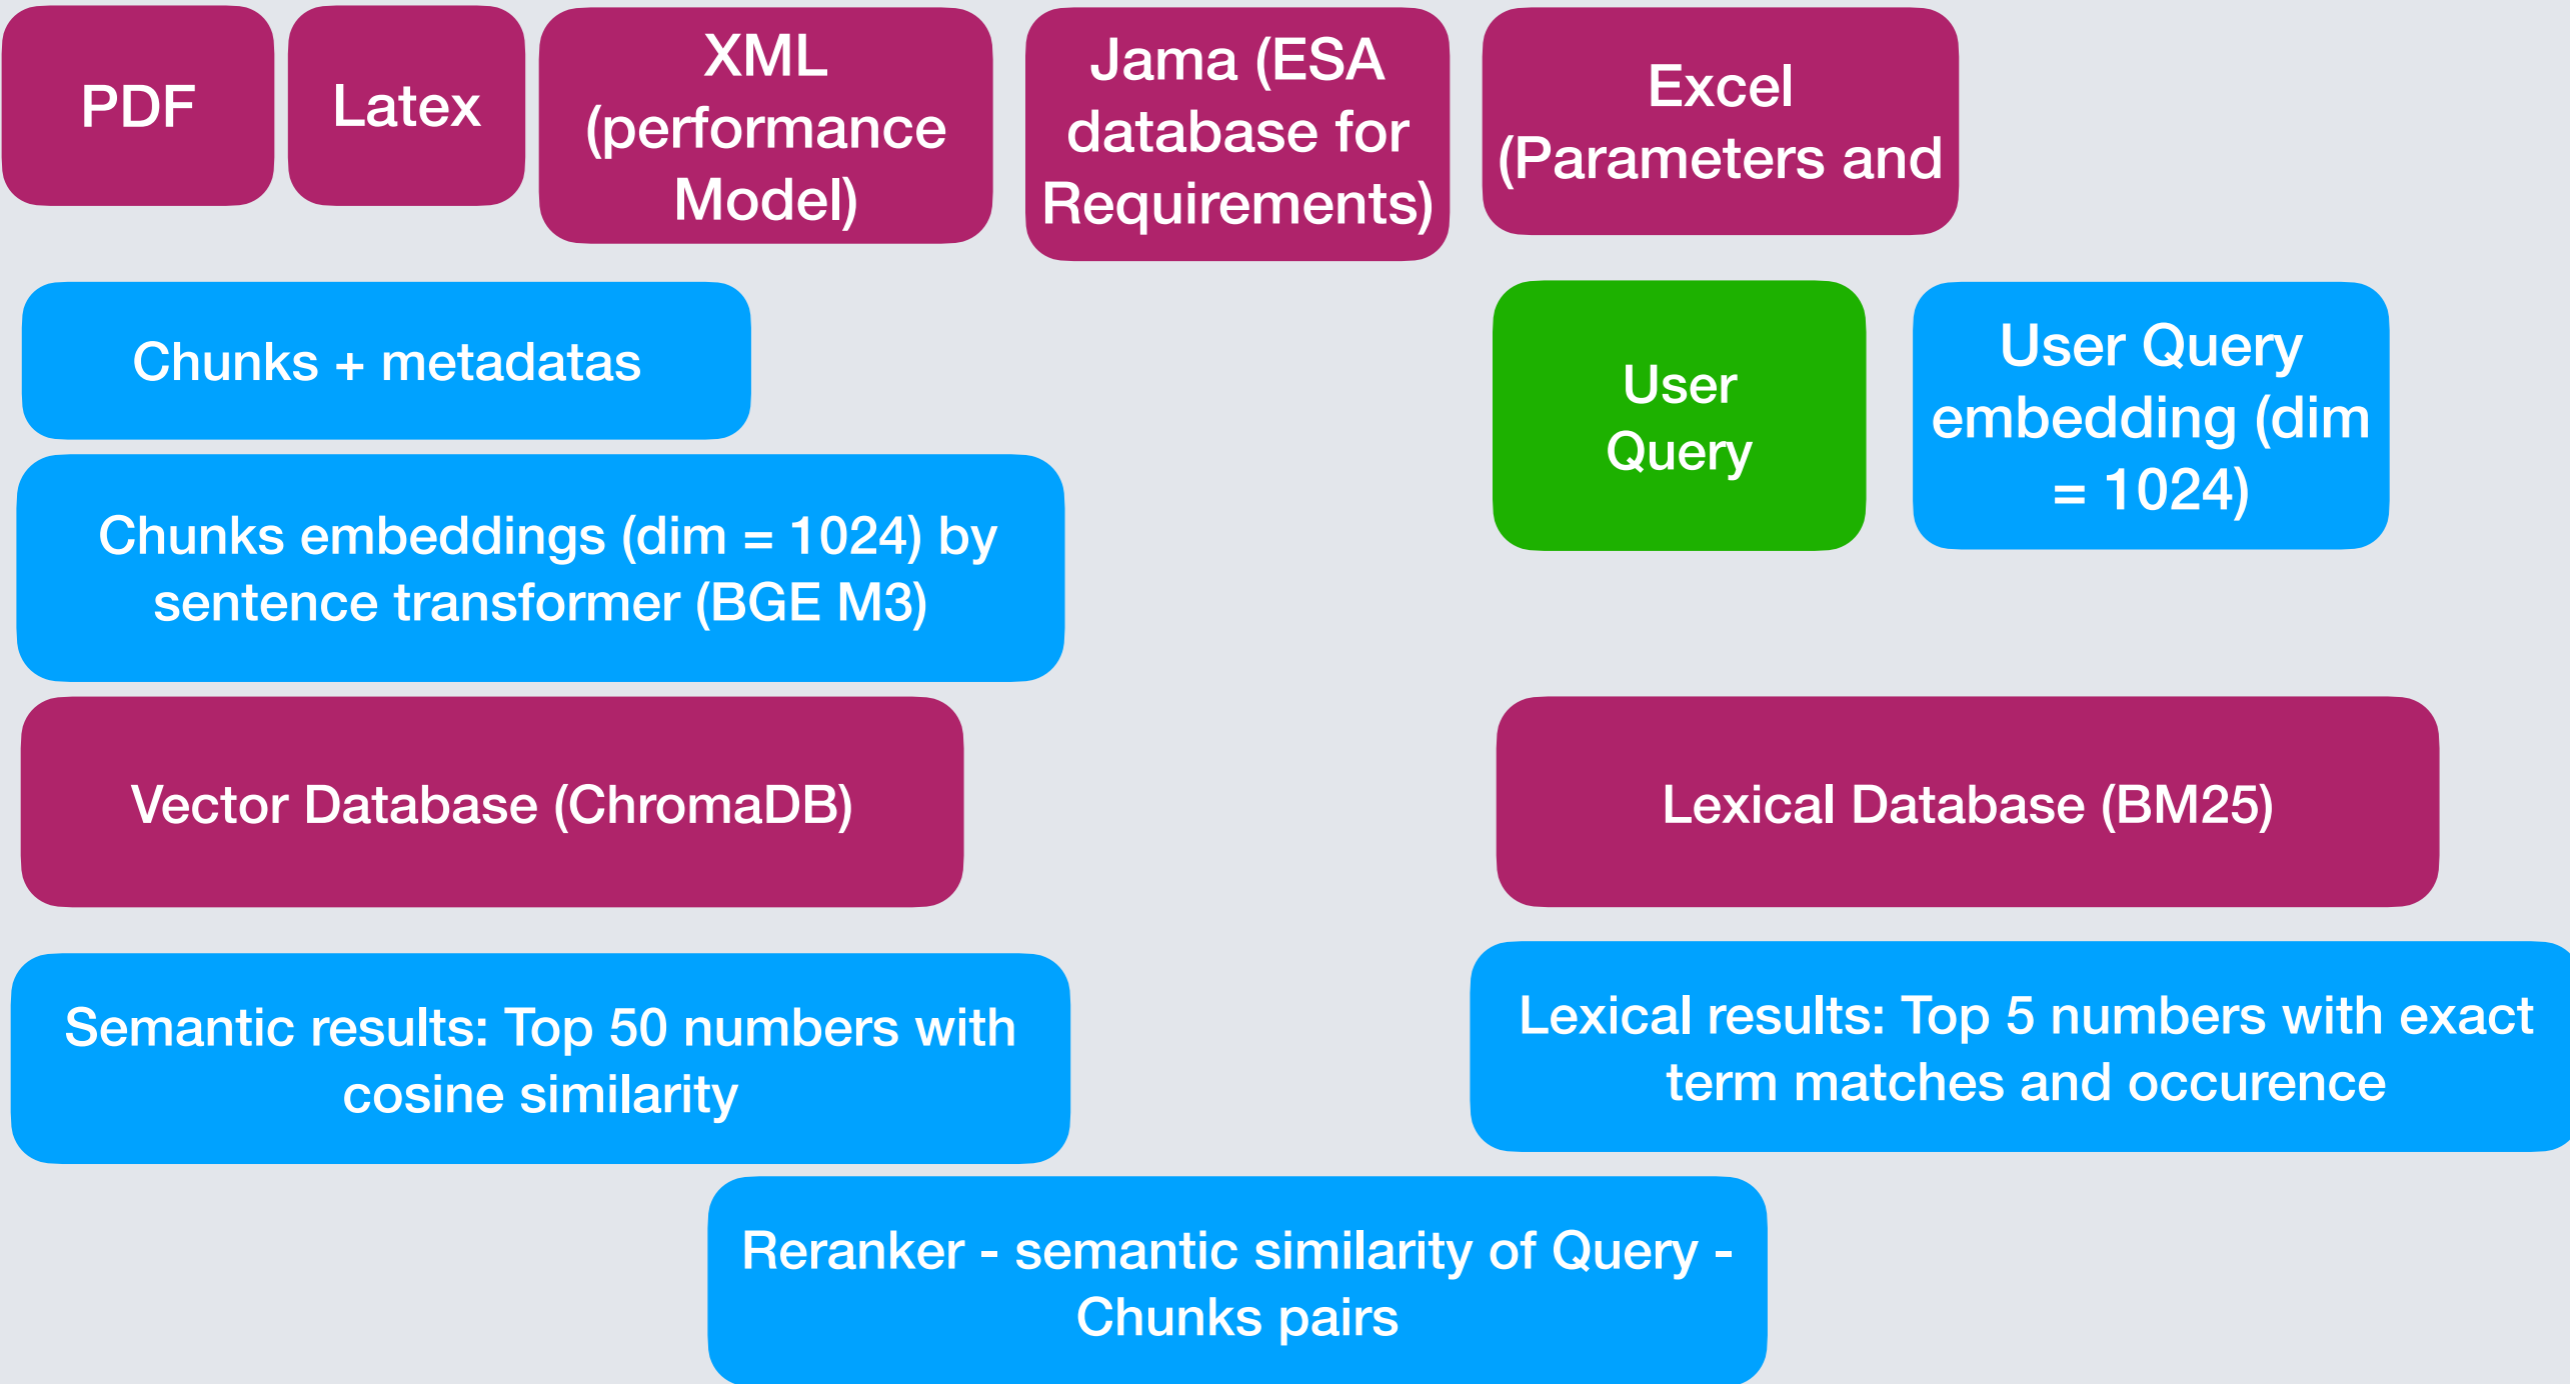 PDF
Latex
XML
(performance
Model)
Jama (ESA
database for
Requirements)
Excel
(Parameters and
Chunks + metadatas
User
Query
User Query
embedding (dim
= 1024)
Chunks embeddings (dim = 1024) by
sentence transformer (BGE M3)
Vector Database (ChromaDB)
Lexical Database (BM25)
Semantic results: Top 50 numbers with
cosine similarity
Lexical results: Top 5 numbers with exact
term matches and occurence
Reranker - semantic similarity of Query -
Chunks pairs